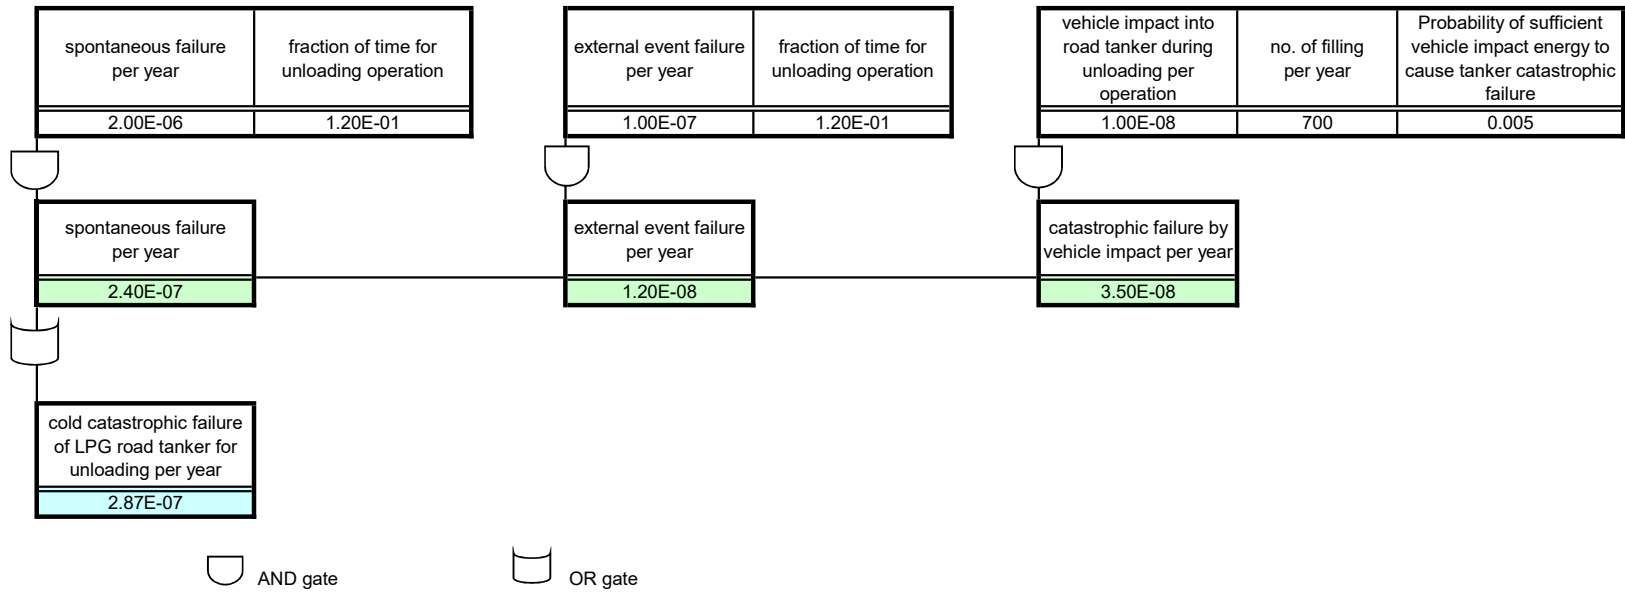 spontaneous failure
per year
fraction of time for
unloading operation
2.00E-06
1.20E-01
external event failure
per year
fraction of time for
unloading operation
1.00E-07
1.20E-01
vehicle impact into
road tanker during
unloading per
operation
no. of filling
per year
Probability of sufficient
vehicle impact energy to
cause tanker catastrophic
failure
1.00E-08
700
0.005
spontaneous failure
per year
2.40E-07
external event failure
per year
1.20E-08
catastrophic failure by
vehicle impact per year
3.50E-08
cold catastrophic failure
of LPG road tanker for
unloading per year
2.87E-07
AND gate
OR gate